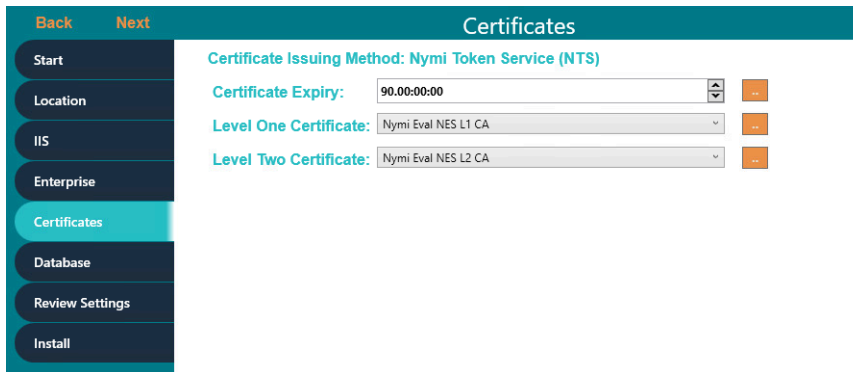 Back Next
Certificates
Start
Location
IIS
Enterprise
Certificates
Database
Review Settings
Install
Certificate Issuing Method: Nymi Token Service (NTS)
Certificate Expiry: 90.00:00:00 ..
Level One Certificate: Nymi Eval NES L1 CA ..
Level Two Certificate: Nymi Eval NES L2 CA ..